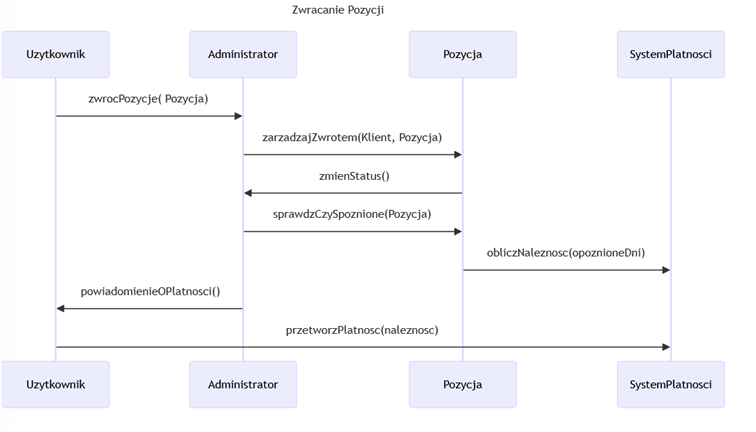 Zwracanie Pozycji
Uzytkownik
Administrator
Pozycja
SystemPlatnosci
zwrocPozycje( Pozycja)
zarzadzajZwrotem(Klient, Pozycja)
zmienStatus()
sprawdzCzySpoznione(Pozycja)
obliczNaleznosc(opoznioneDni)
powiadomienieOPlatnosci()
przetworzPlatnosc(naleznosc)
Uzytkownik
Administrator
Pozycja
SystemPlatnosci